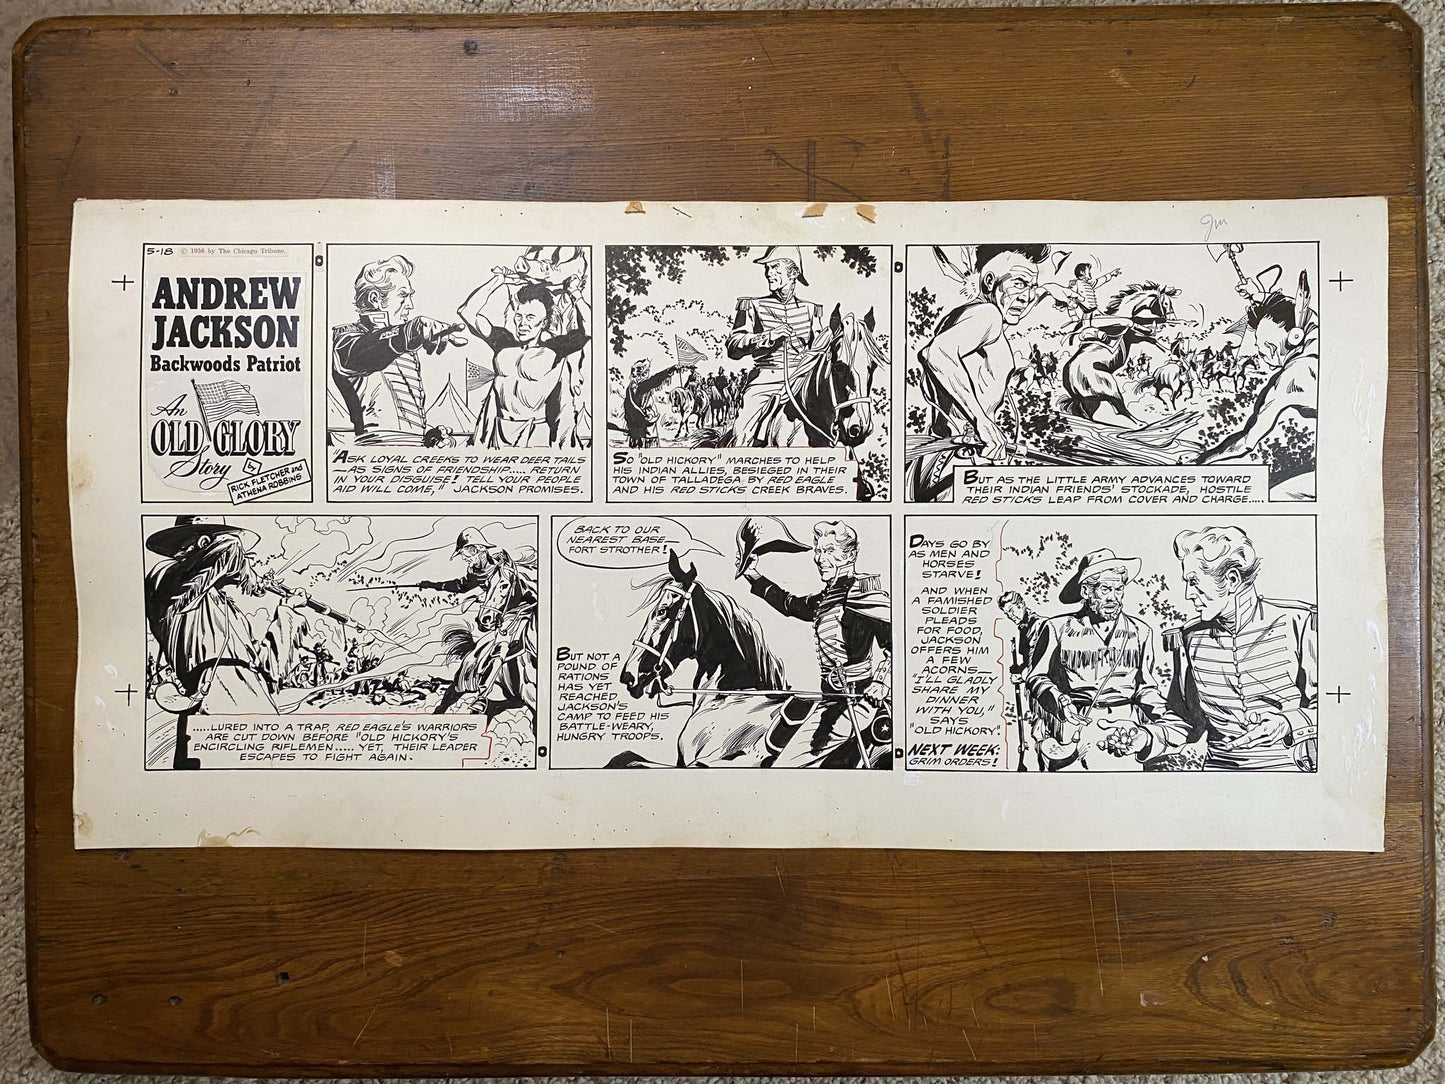 5-18 © 1958 by The Chicago Tribune.
ANDREW
JACKSON
Backwoods Patriot
An
OLD GLORY
Story
by
RICK FLETCHER and
ATHENA ROBBINS
"ASK LOYAL CREEKS TO WEAR DEER TAILS
—AS SIGNS OF FRIENDSHIP..... RETURN
IN YOUR DISGUISE! TELL YOUR PEOPLE
AID WILL COME," JACKSON PROMISES.
SO "OLD HICKORY" MARCHES TO HELP
HIS INDIAN ALLIES, BESIEGED IN THEIR
TOWN OF TALLADEGA BY RED EAGLE
AND HIS RED STICKS CREEK BRAVES.
BUT AS THE LITTLE ARMY ADVANCES TOWARD
THEIR INDIAN FRIENDS' STOCKADE, HOSTILE
RED STICKS LEAP FROM COVER AND CHARGE....
.....LURED INTO A TRAP, RED EAGLE'S WARRIORS
ARE CUT DOWN BEFORE "OLD HICKORY'S
ENCIRCLING RIFLEMEN..... YET, THEIR LEADER
ESCAPES TO FIGHT AGAIN.
BACK TO OUR
NEAREST BASE—
FORT STROTHER!
BUT NOT A
POUND OF
RATIONS
HAS YET
REACHED
JACKSON'S
CAMP TO FEED HIS
BATTLE-WEARY,
HUNGRY TROOPS.
DAYS GO BY
AS MEN AND
HORSES
STARVE!
AND WHEN
A FAMISHED
SOLDIER
PLEADS
FOR FOOD,
JACKSON
OFFERS HIM
A FEW
ACORNS—
"I'LL GLADLY
SHARE MY
DINNER
WITH YOU,"
SAYS
"OLD HICKORY".
NEXT WEEK:
GRIM ORDERS!